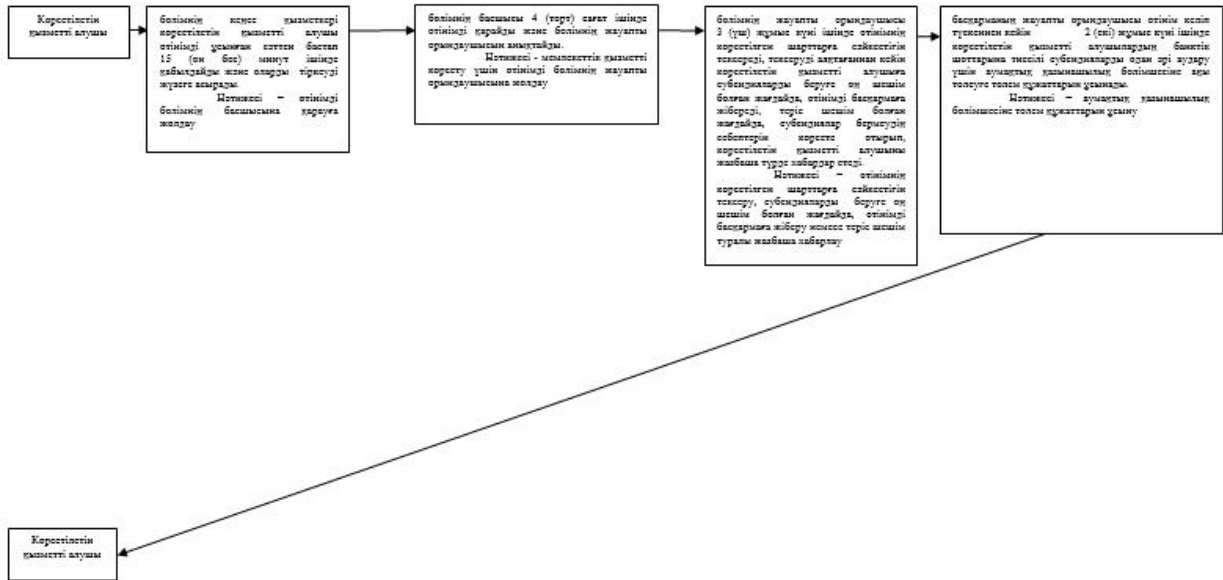 Көрсетілетін
қызметті алушы
бөлімнің кеңсе қызметкері
көрсетілетін қызметті алушы
өтінімді ұсынған сәттен бастап
15 (он бес) минут ішінде
қабылдайды және оларды тіркеуді
жүзеге асырады.
Нәтижесі – өтінімді
бөлімнің басшысына қарауға
жолдау
бөлімнің басшысы 4 (төрт) сағат ішінде
өтінімді қарайды және бөлімнің жауапты
орындаушысын анықтайды.
Нәтижесі - мемлекеттік қызметті
көрсету үшін өтінімді бөлімнің жауапты
орындаушысына жолдау
бөлімнің жауапты орындаушысы
3 (үш) жұмыс күні ішінде өтінімнің
көрсетілген шарттарға сәйкестігін
тексереді, тексеруді аяқтағаннан кейін
көрсетілетін қызметті алушыға
субсидияларды беруге оң шешім
болған жағдайда, өтінімді басқармаға
жібереді, теріс шешім болған
жағдайда, субсидиялар бермеудің
себептерін көрсете отырып,
көрсетілетін қызметті алушыны
жазбаша түрде хабардар етеді.
Нәтижесі – өтінімнің
көрсетілген шарттарға сәйкестігін
тексеру, субсидияларды беруге оң
шешім болған жағдайда, өтінімді
басқармаға жіберу немесе теріс шешім
туралы жазбаша хабарлау
басқарманың жауапты орындаушысы өтінім келіп
түскеннен кейін 2 (екі) жұмыс күні ішінде
көрсетілетін қызметті алушылардың банктік
шоттарына тиесілі субсидияларды одан әрі аудару
үшін аумақтық қазынашылық бөлімшесіне ақы
төлеуге төлем құжаттарын ұсынады.
Нәтижесі – аумақтық қазынашылық
бөлімшесіне төлем құжаттарын ұсыну
Көрсетілетін
қызметті алушы